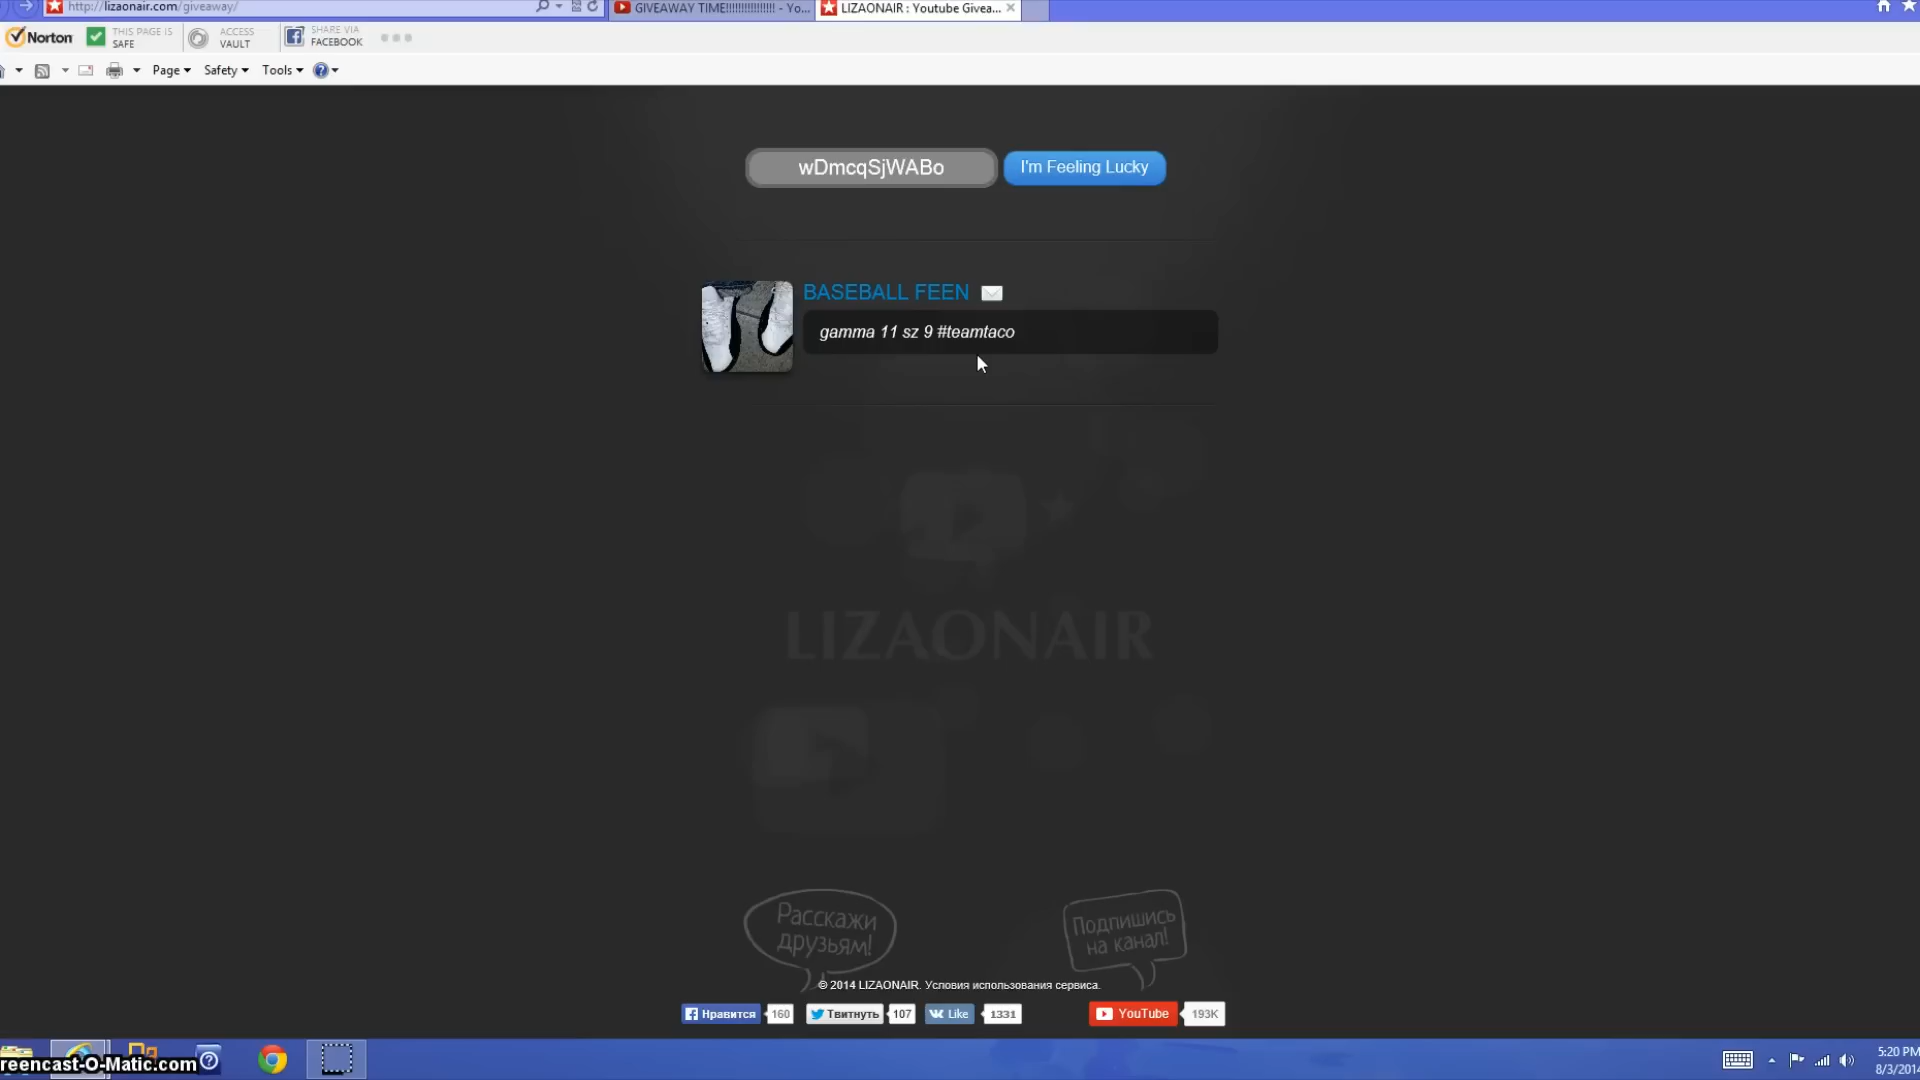 http://lizaonair.com/giveaway/
GIVEAWAY TIME!!!!!!!!!!!!!!!! - Yo...
LIZAONAIR : Youtube Givea...
Norton
THIS PAGE IS
SAFE
ACCESS
VAULT
SHARE VIA
FACEBOOK
Page
Safety
Tools
wDmcqSjWABo
I'm Feeling Lucky
BASEBALL FEEN
gamma 11 sz 9 #teamtaco
LIZAONAIR
Расскажи
друзьям!
Подпишись
на канал!
© 2014 LIZAONAIR. Условия использования сервиса.
Нравится 160
Твитнуть 107
Like 1331
YouTube 193K
reencast-O-Matic.com
5:20 PM
8/3/2014